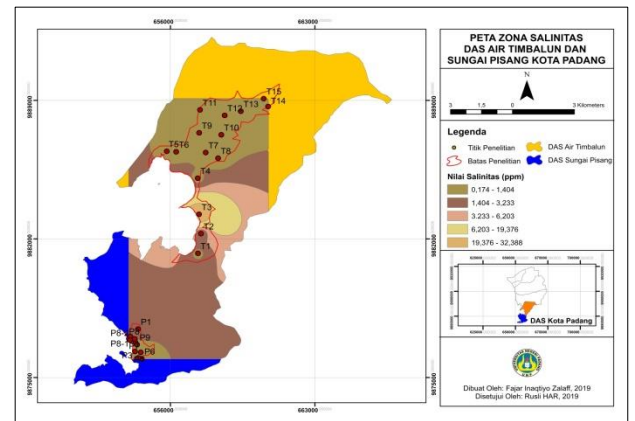 656000
663000
9889000
9882000
9875000
T15
T14
T13
T12
T11
T10
T9
T5
T6
T7
T8
T4
T3
T2
T1
P1
P9
656000
663000
PETA ZONA SALINITAS
DAS AIR TIMBALUN DAN
SUNGAI PISANG KOTA PADANG
N
3 1.5 0 3 Kilometers
Legenda
Titik Penelitian
DAS Air Timbalun
Batas Penelitian
DAS Sungai Pisang
Nilai Salinitas (ppm)
0,174 - 1,404
1,404 - 3,233
3.233 - 6,203
6,203 - 19,376
19,376 - 32,388
DAS Kota Padang
Dibuat Oleh: Fajar Inaqtiyo Zalaff, 2019
Disetujui Oleh: Rusli HAR, 2019